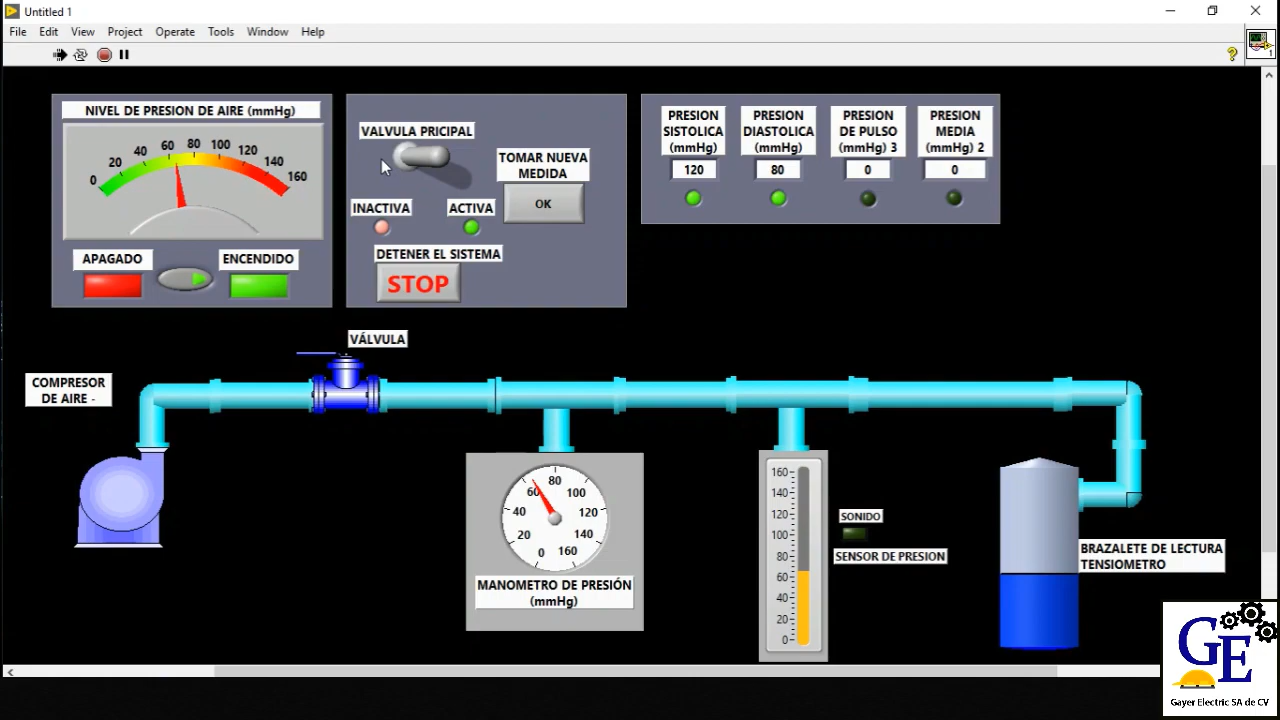 Untitled 1
File Edit View Project Operate Tools Window Help
1
NIVEL DE PRESION DE AIRE (mmHg)
0 20 40 60 80 100 120 140 160
APAGADO
ENCENDIDO
VALVULA PRICIPAL
TOMAR NUEVA
MEDIDA
OK
INACTIVA
ACTIVA
DETENER EL SISTEMA
STOP
PRESION
SISTOLICA
(mmHg)
120
PRESION
DIASTOLICA
(mmHg)
80
PRESION
DE PULSO
(mmHg) 3
0
PRESION
MEDIA
(mmHg) 2
0
VÁLVULA
COMPRESOR
DE AIRE -
0 20 40 60 80 100 120 140 160
MANOMETRO DE PRESIÓN
(mmHg)
160
140
120
100
80
60
40
20
0
SONIDO
SENSOR DE PRESION
BRAZALETE DE LECTURA
TENSIOMETRO
GE
Gayer Electric SA de CV